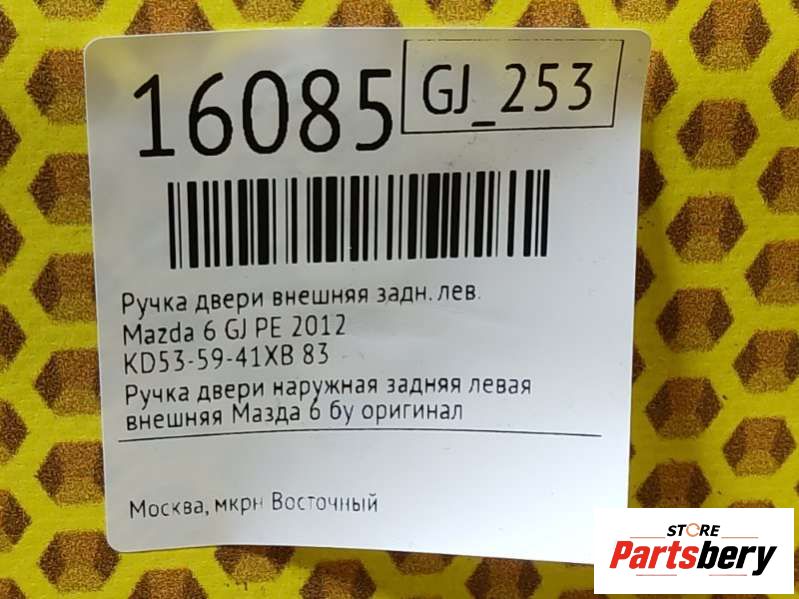 16085
GJ_253
Ручка двери внешняя задн. лев.
Mazda 6 GJ PE 2012
KD53-59-41XB 83
Ручка двери наружная задняя левая
внешняя Мазда 6 бу оригинал
Москва, мкрн Восточный
STORE
Partsbery